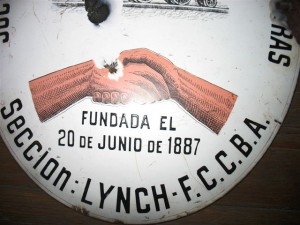 FUNDADA EL
20 DE JUNIO DE 1887
Sección: LYNCH-F.C.C.B.A